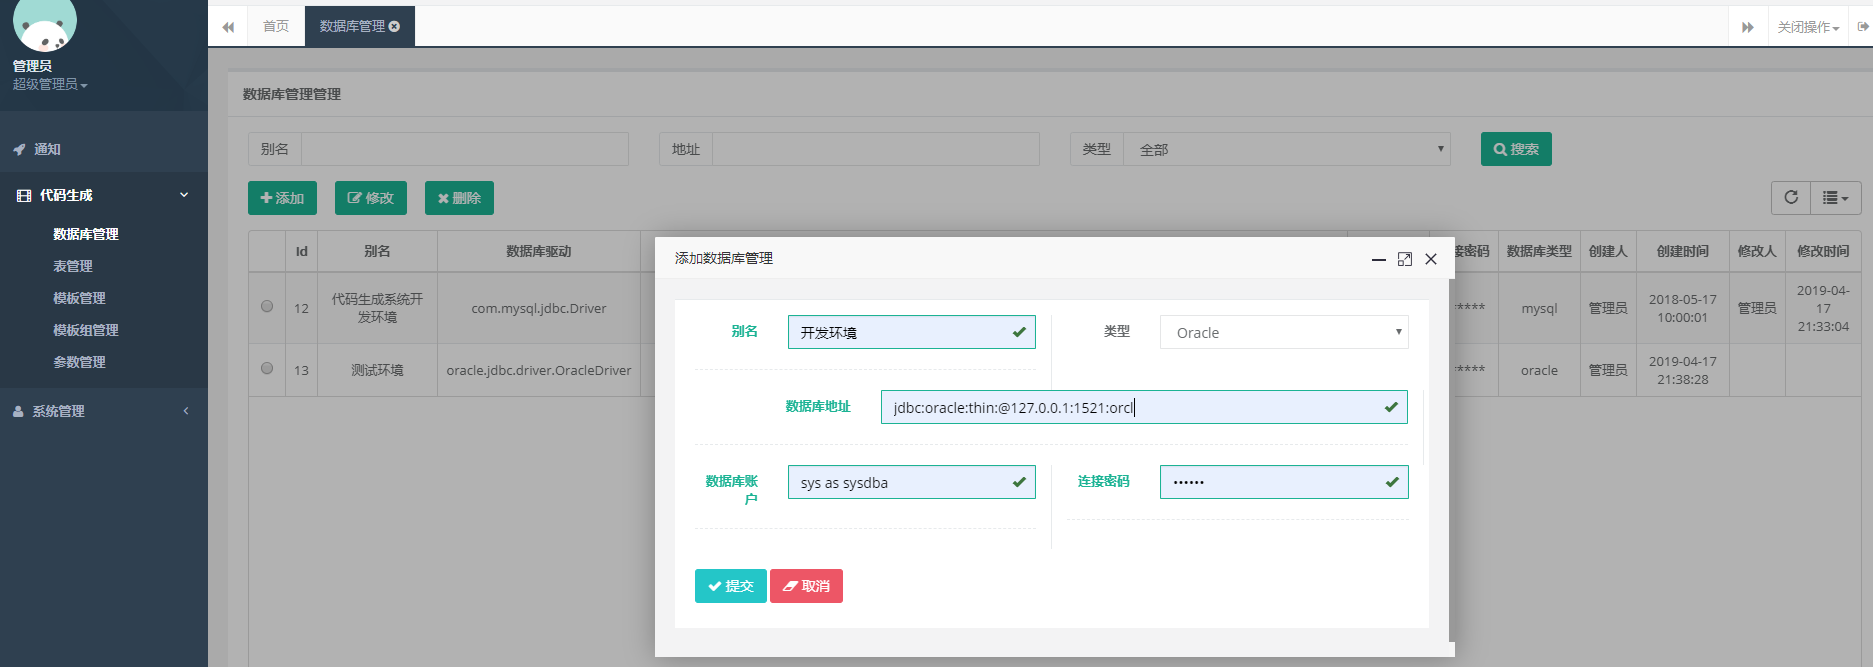 管理员
超级管理员
通知
代码生成
数据库管理
表管理
模板管理
模板组管理
参数管理
系统管理
首页
数据库管理
关闭操作
数据库管理管理
别名
地址
类型 全部
搜索
添加 修改 删除
Id 别名 数据库驱动 接密码 数据库类型 创建人 创建时间 修改人 修改时间
12 代码生成系统开发环境 com.mysql.jdbc.Driver ***** mysql 管理员 2018-05-17 10:00:01 管理员 2019-04-17 21:33:04
13 测试环境 oracle.jdbc.driver.OracleDriver ***** oracle 管理员 2019-04-17 21:38:28
添加数据库管理
别名 开发环境 类型 Oracle
数据库地址 jdbc:oracle:thin:@127.0.0.1:1521:orcl
数据库账户 sys as sysdba 连接密码 ••••••
提交 取消